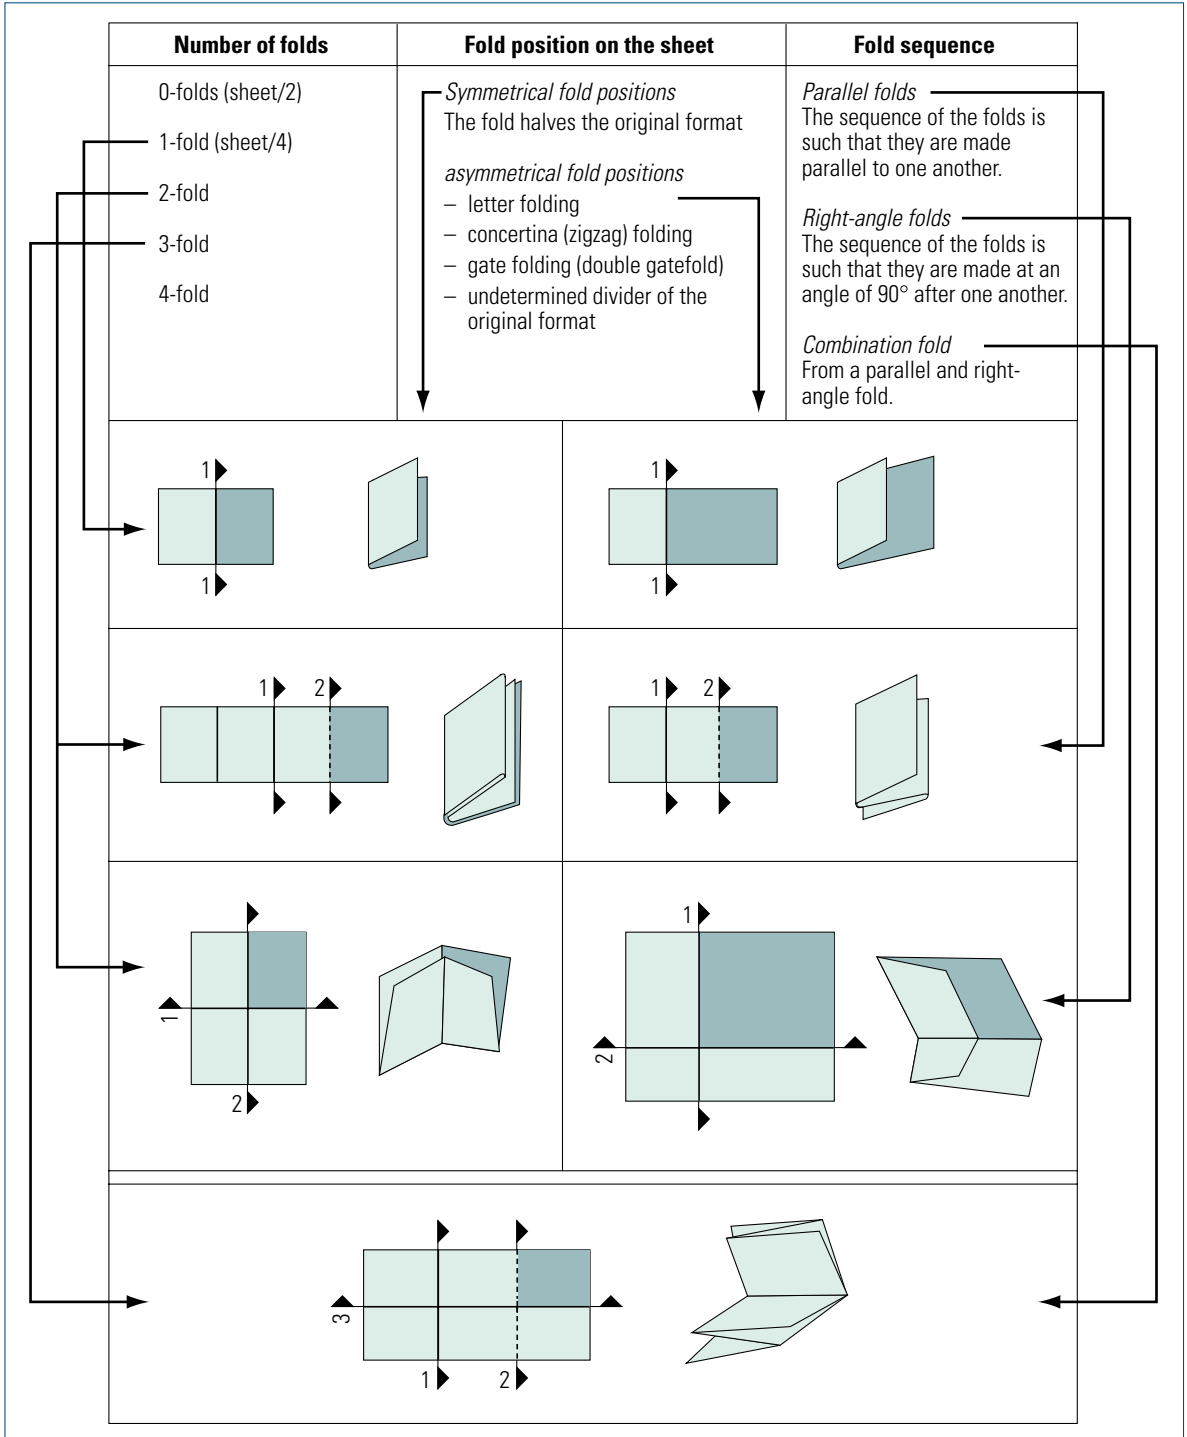 Number of folds
Fold position on the sheet
Fold sequence
0-folds (sheet/2)
1-fold (sheet/4)
2-fold
3-fold
4-fold
Symmetrical fold positions
The fold halves the original format
asymmetrical fold positions
– letter folding
– concertina (zigzag) folding
– gate folding (double gatefold)
– undetermined divider of the
original format
Parallel folds
The sequence of the folds is
such that they are made
parallel to one another.
Right-angle folds
The sequence of the folds is
such that they are made at an
angle of 90° after one another.
Combination fold
From a parallel and right-
angle fold.
1
1
1
1
1 2
1 2
1
2
1
2
3
1 2